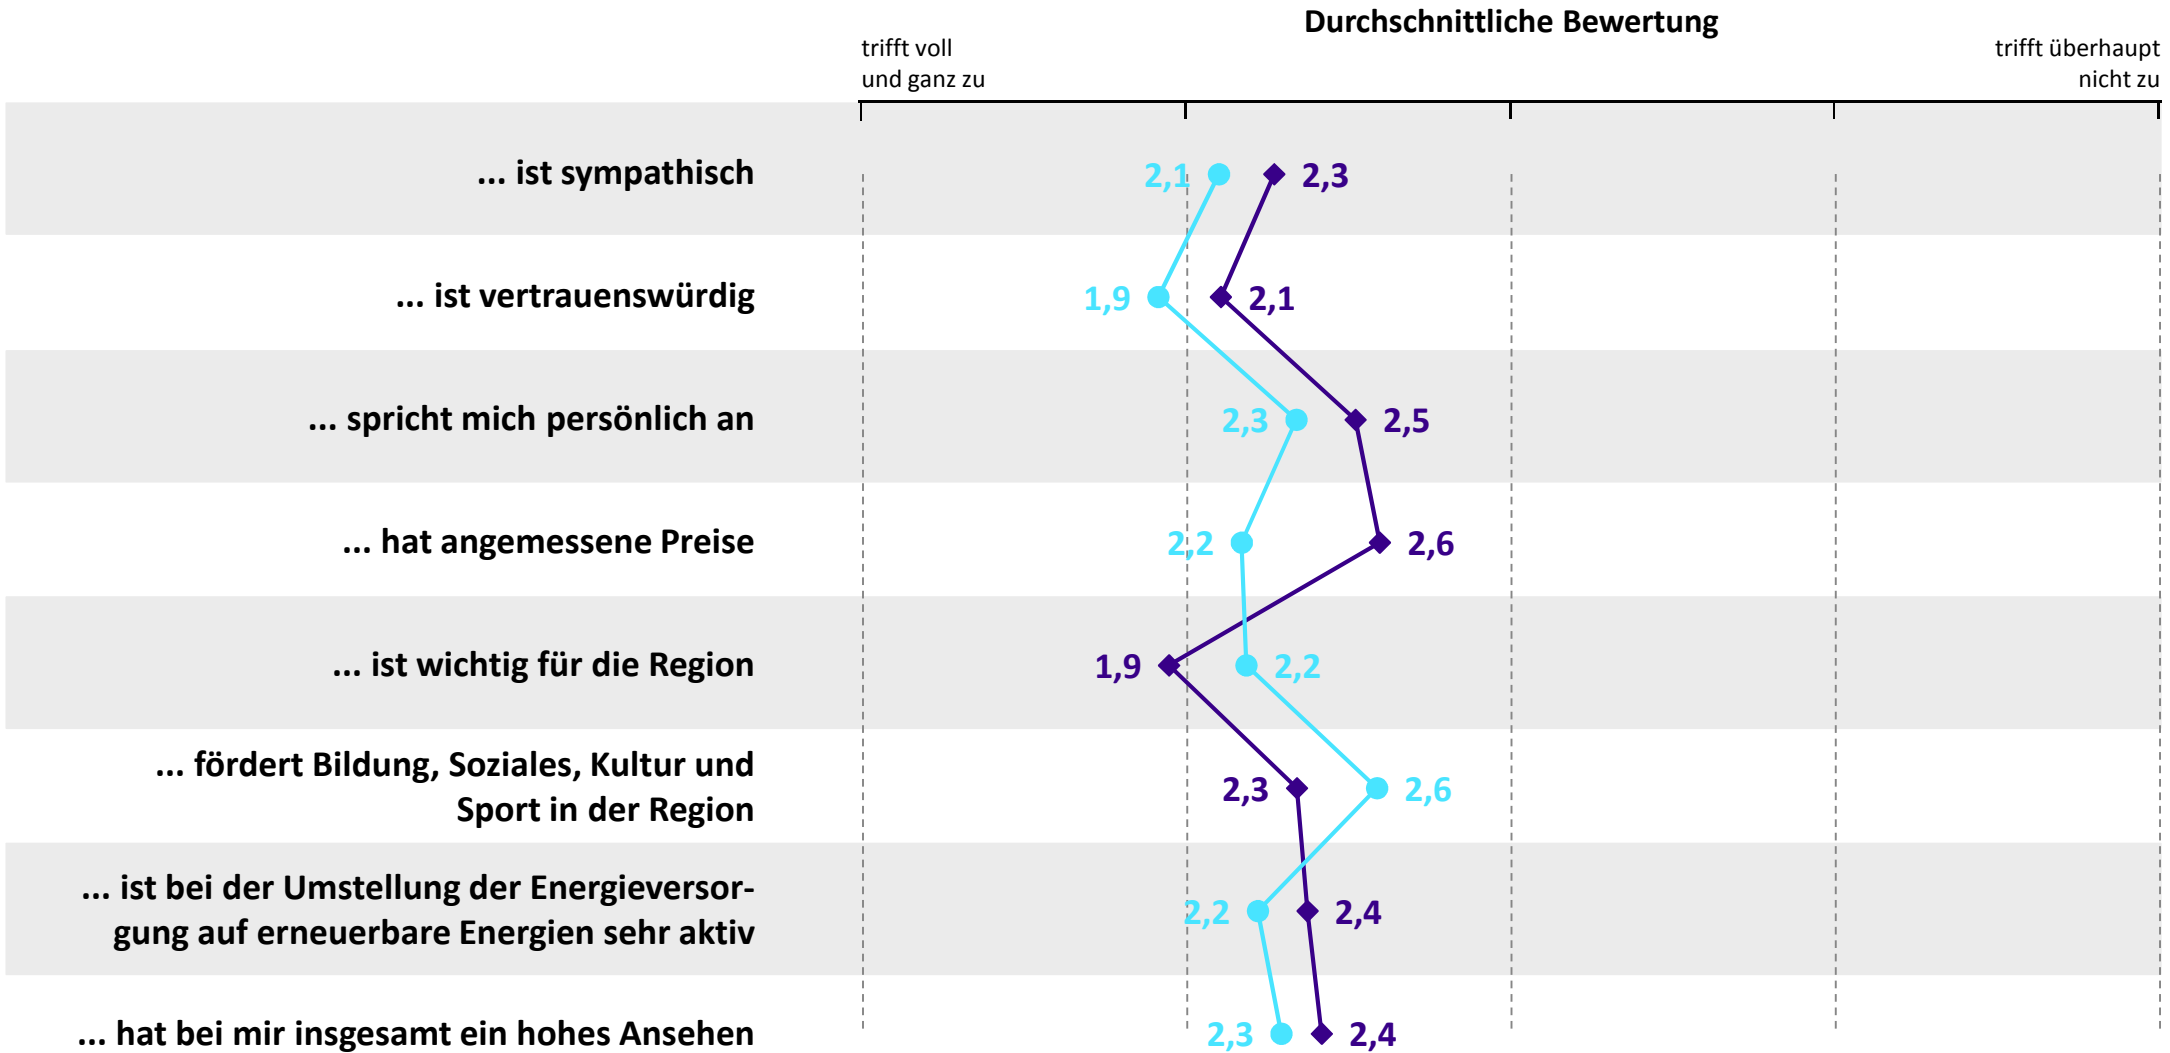 Durchschnittliche Bewertung
trifft voll
und ganz zu
trifft überhaupt
nicht zu
... ist sympathisch
2,1
2,3
... ist vertrauenswürdig
1,9
2,1
... spricht mich persönlich an
2,3
2,5
... hat angemessene Preise
2,2
2,6
... ist wichtig für die Region
1,9
2,2
... fördert Bildung, Soziales, Kultur und
Sport in der Region
2,3
2,6
... ist bei der Umstellung der Energieversor-
gung auf erneuerbare Energien sehr aktiv
2,2
2,4
... hat bei mir insgesamt ein hohes Ansehen
2,3
2,4